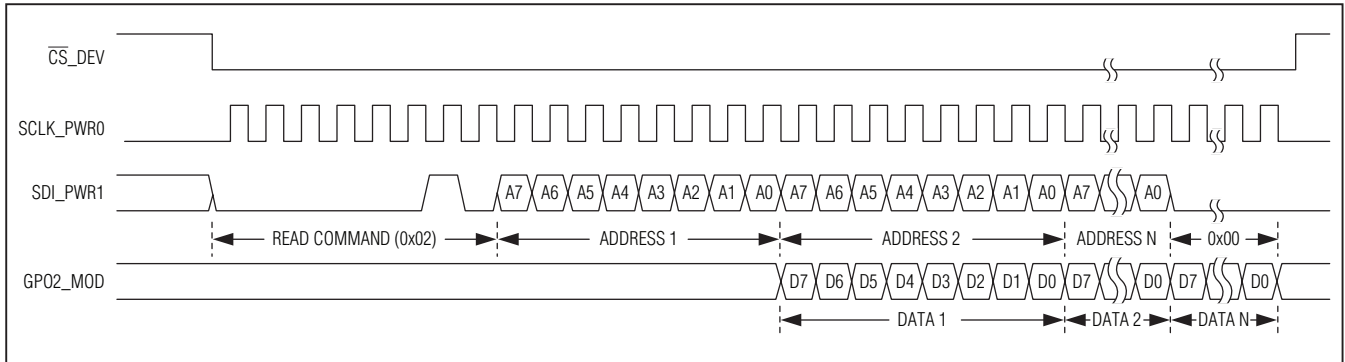 CS_DEV
SCLK_PWR0
SDI_PWR1
A7 A6 A5 A4 A3 A2 A1 A0 A7 A6 A5 A4 A3 A2 A1 A0 A7 A0
READ COMMAND (0x02) ADDRESS 1 ADDRESS 2 ADDRESS N 0x00
GPO2_MOD
D7 D6 D5 D4 D3 D2 D1 D0 D7 D0 D7 D0
DATA 1 DATA 2 DATA N